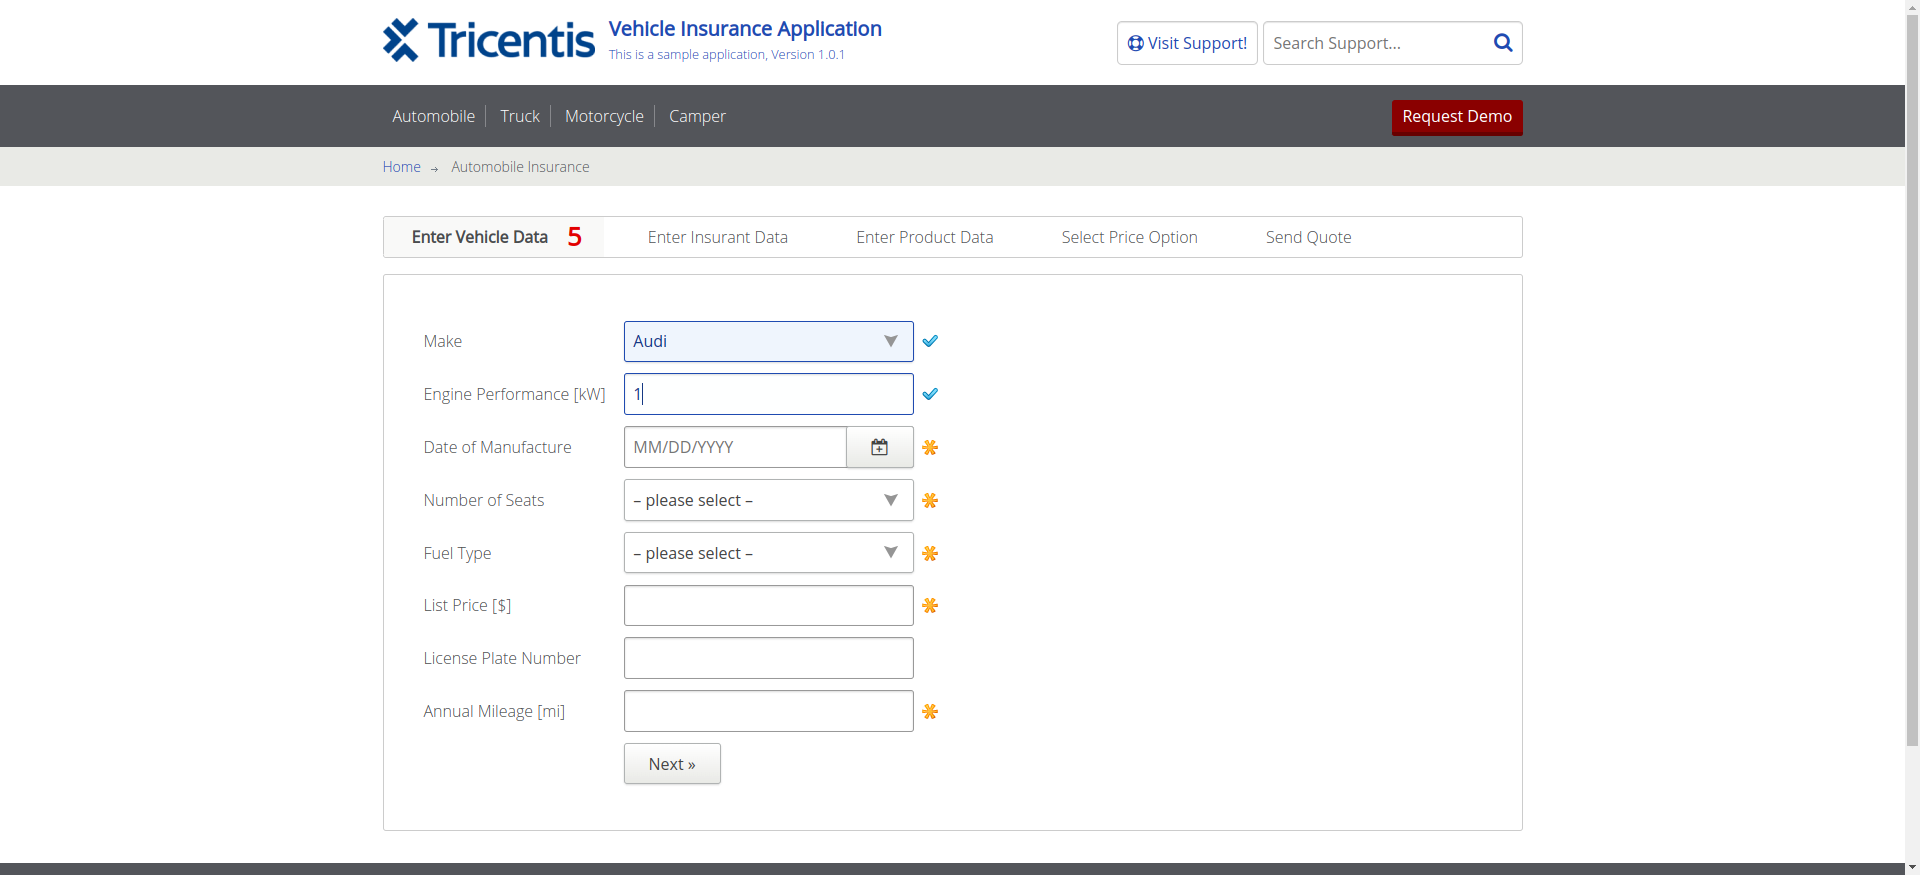 Tricentis
Vehicle Insurance Application
This is a sample application, Version 1.0.1
Visit Support!
Search Support...
Automobile
Truck
Motorcycle
Camper
Request Demo
Home → Automobile Insurance
Enter Vehicle Data 5
Enter Insurant Data
Enter Product Data
Select Price Option
Send Quote
Make
Audi
Engine Performance [kW]
1
Date of Manufacture
MM/DD/YYYY
Number of Seats
– please select –
Fuel Type
– please select –
List Price [$]
License Plate Number
Annual Mileage [mi]
Next »